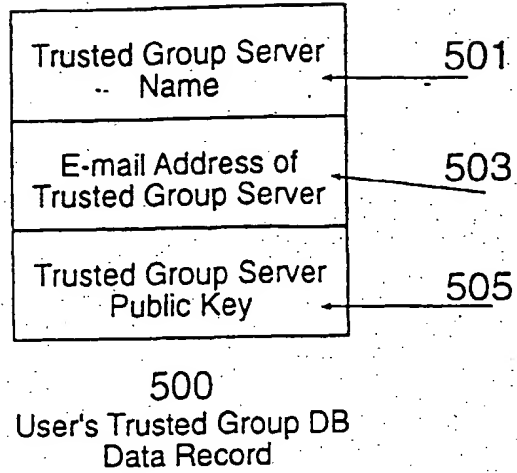 Trusted Group Server 501
Name
E-mail Address of 503
Trusted Group Server
Trusted Group Server 505
Public Key
500
User's Trusted Group DB
Data Record